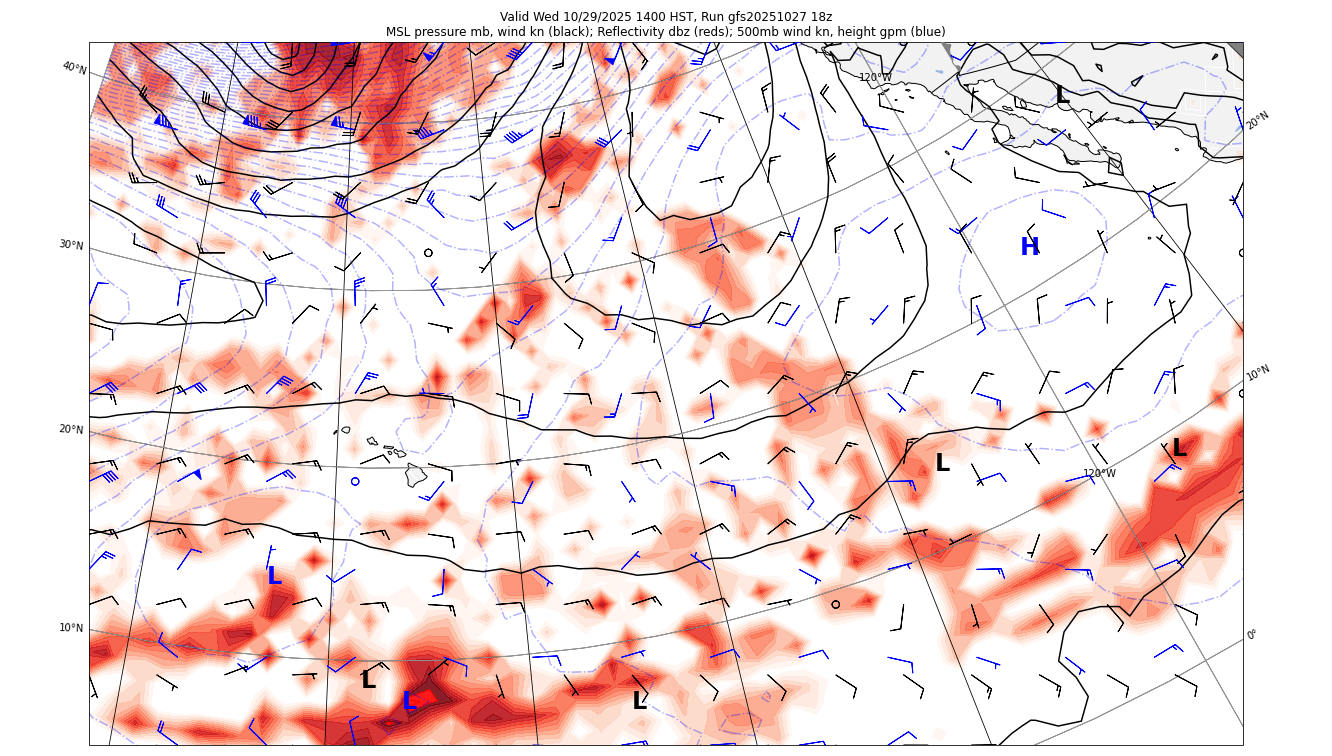 Valid Wed 10/29/2025 1400 HST, Run gfs20251027 18z
MSL pressure mb, wind kn (black); Reflectivity dbz (reds); 500mb wind kn, height gpm (blue)
40°N
120°W
L
20°N
30°N
H
10°N
20°N
L
L
120°W
L
10°N
0°
L
L
L